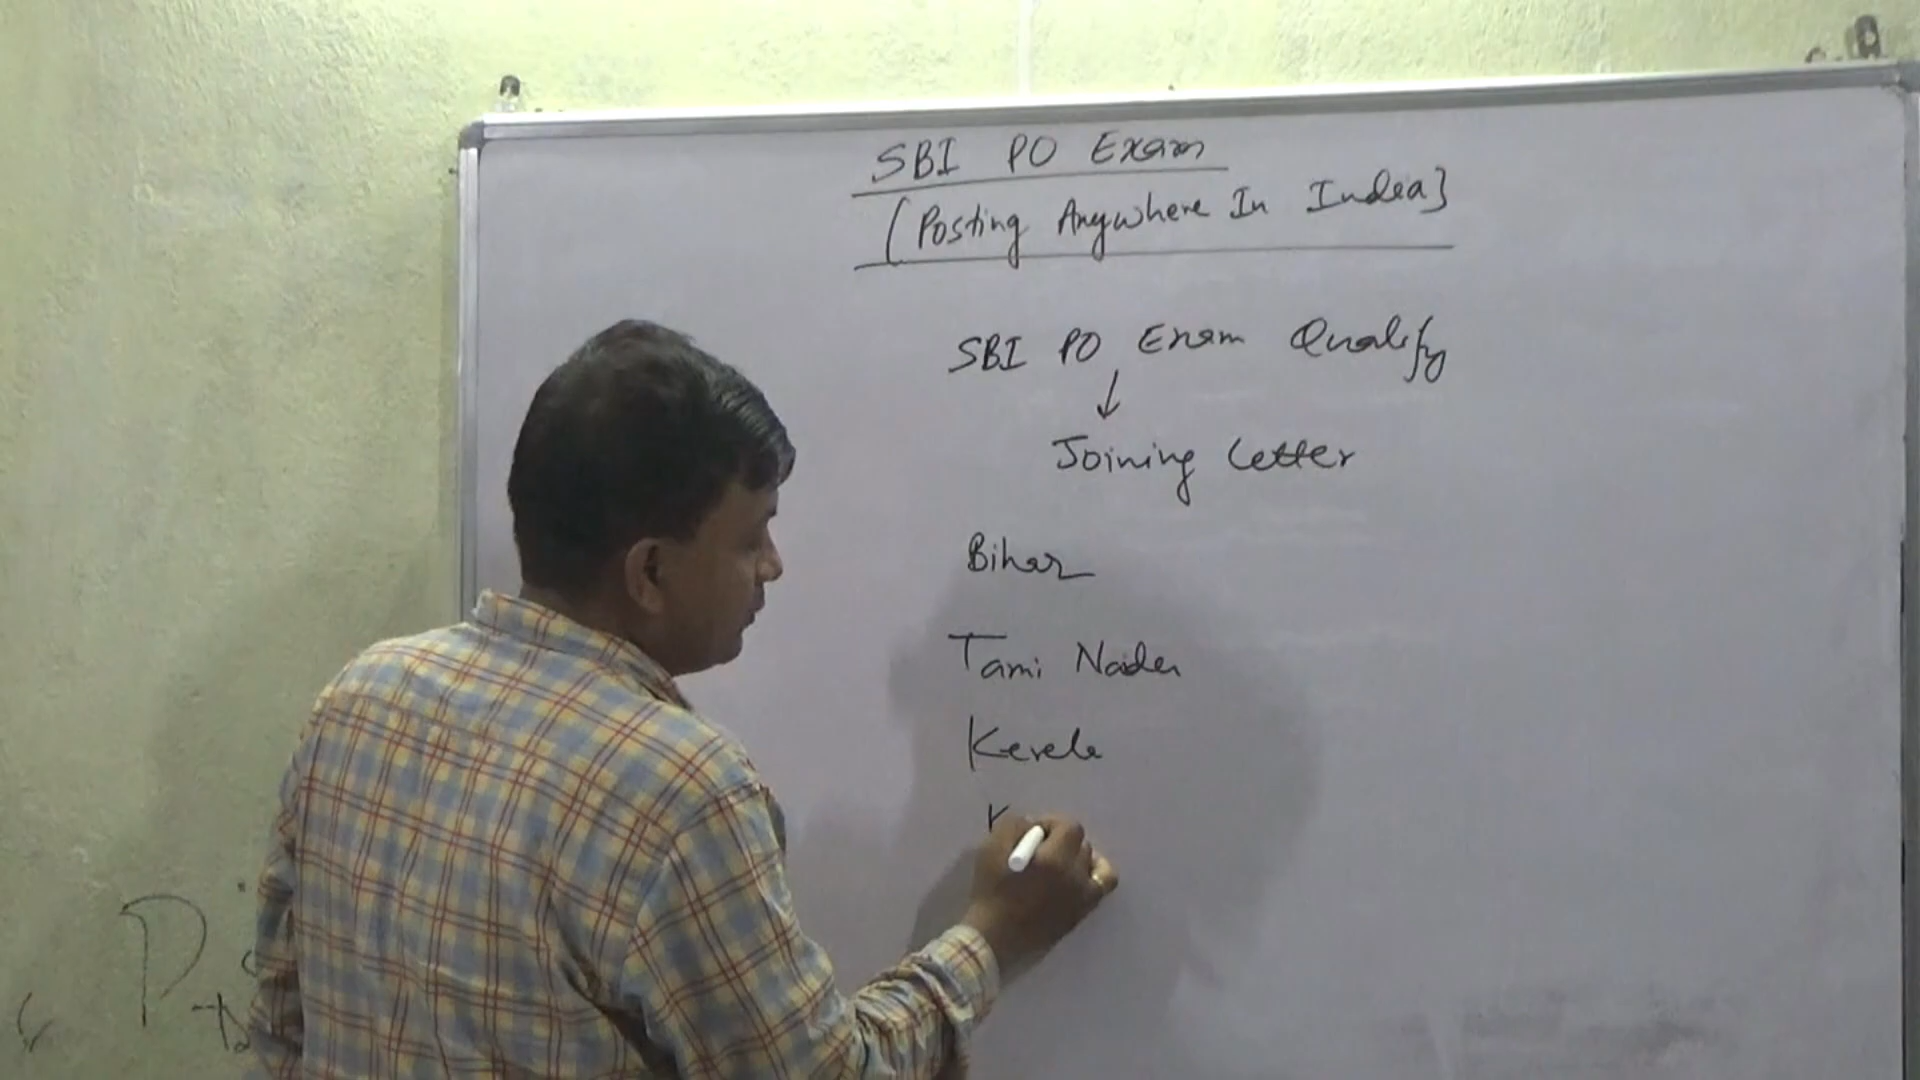 SBI PO Exam
(Posting Anywhere In India}
SBI PO Exam Qualify
↓
Joining Letter
Bihar
Tami Nadu
Kerela
K